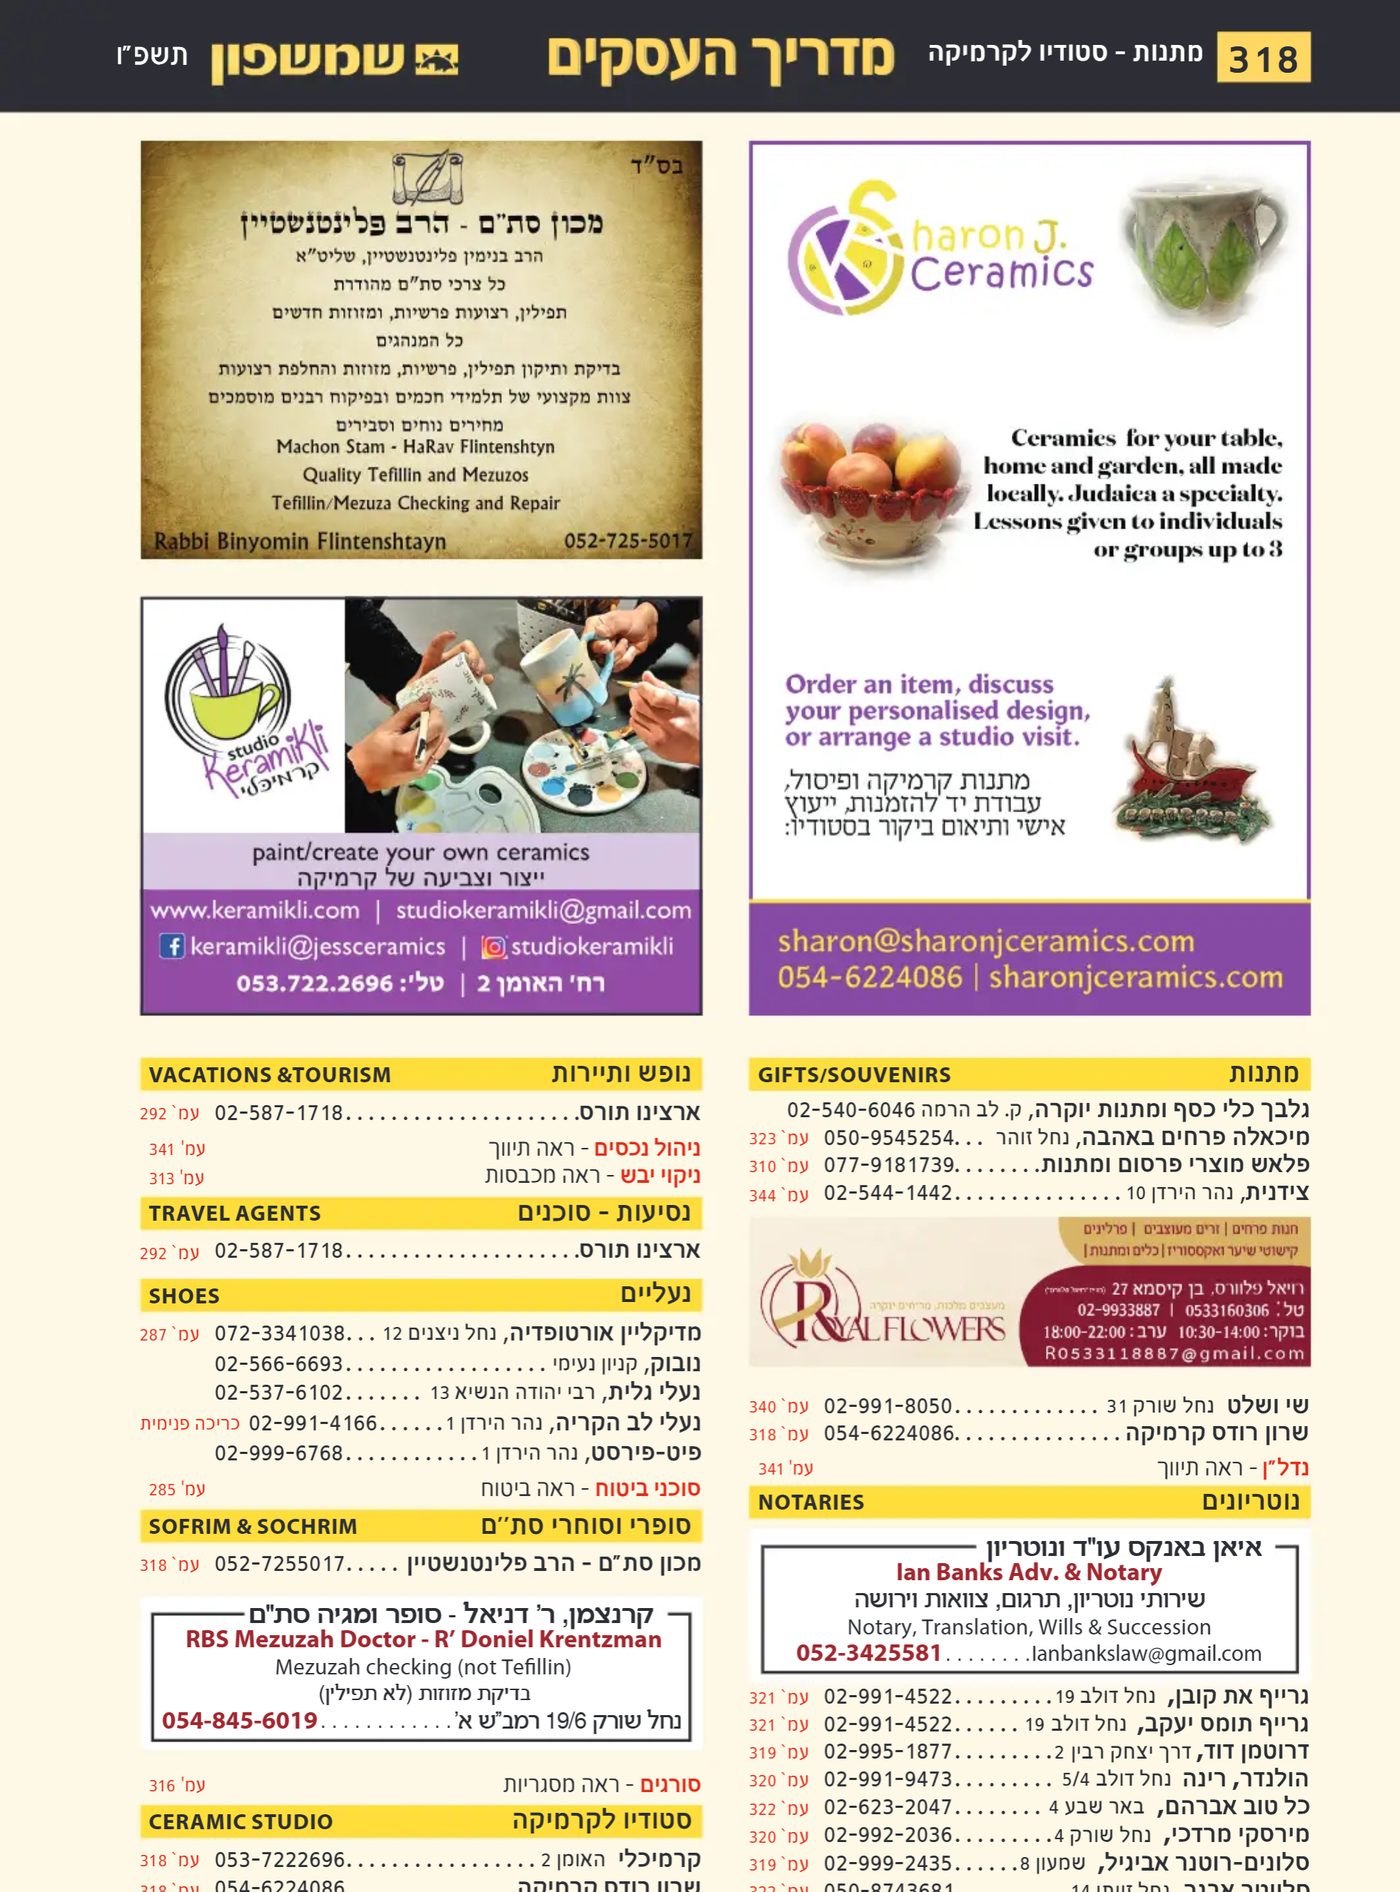 318
מתנות - סטודיו לקרמיקה
מדריך העסקים
שמשפון
תשפ״ו
Sharon J.
Ceramics
Ceramics for your table,
home and garden, all made
locally. Judaica a specialty.
Lessons given to individuals
or groups up to 3
Order an item, discuss
your personalised design,
or arrange a studio visit.
מתנות קרמיקה ופיסול,
עבודת יד להזמנות, ייעוץ
אישי ותיאום ביקור בסטודיו:
sharon@sharonjceramics.com
054-6224086 | sharonjceramics.com
GIFTS/SOUVENIRS מתנות
גלבך כלי כסף ומתנות יוקרה, ק. לב הרמה 02-540-6046
מיכאלה פרחים באהבה, נחל זוהר ...050-9545254 עמ` 323
פלאש מוצרי פרסום ומתנות........077-9181739 עמ` 310
צידנית, נהר הירדן 10...............02-544-1442 עמ` 344
חנות פרחים | זרים מעוצבים | פרלינים
קישוטי שיער ואקססוריז | כלים ומתנות |
מעצבים מלכות, מריחים יוקרה
ROYAL FLOWERS
רויאל פלוורס, בן קיסמא 27
טל': 0533160306 | 02-9933887
בוקר: 10:30-14:00 ערב: 18:00-22:00
R0533118887@gmail.com
שי ושלט נחל שורק 31 .............02-991-8050 עמ` 340
שרון רודס קרמיקה...............054-6224086 עמ` 318
נדל״ן - ראה תיווך עמ' 341
NOTARIES נוטריונים
איאן באנקס עו"ד ונוטריון
Ian Banks Adv. & Notary
שירותי נוטריון, תרגום, צוואות וירושה
Notary, Translation, Wills & Succession
052-3425581 ........Ianbankslaw@gmail.com
גרייף את קובן, נחל דולב 19.........02-991-4522 עמ` 321
גרייף תומס יעקב, נחל דולב 19 ......02-991-4522 עמ` 321
דרוטמן דוד, דרך יצחק רבין 2.........02-995-1877 עמ` 319
הולנדר, רינה נחל דולב 5/4 .........02-991-9473 עמ` 320
כל טוב אברהם, באר שבע 4 ........02-623-2047 עמ` 322
מירסקי מרדכי, נחל שורק 4.........02-992-2036 עמ` 320
סלונים-רוטנר אביגיל, שמעון 8.......02-999-2435 עמ` 319
050-8743681
בס״ד
מכון סת״ם - הרב פלינטנשטיין
הרב בנימין פלינטנשטיין, שליט״א
כל צרכי סת״ם מהודרת
תפילין, רצועות פרשיות, ומזוזות חדשים
כל המנהגים
בדיקת ותיקון תפילין, פרשיות, מזוזות והחלפת רצועות
צוות מקצועי של תלמידי חכמים ובפיקוח רבנים מוסמכים
מחירים נוחים וסבירים
Machon Stam - HaRav Flintenshtyn
Quality Tefillin and Mezuzos
Tefillin/Mezuza Checking and Repair
Rabbi Binyomin Flintenshtayn 052-725-5017
studio
KeramiKli
קרמיכלי
paint/create your own ceramics
ייצור וצביעה של קרמיקה
www.keramikli.com | studiokeramikli@gmail.com
keramikli@jessceramics | studiokeramikli
רח' האומן 2 | טל': 053.722.2696
VACATIONS &TOURISM נופש ותיירות
ארצינו תורס.....................02-587-1718 עמ` 292
ניהול נכסים - ראה תיווך עמ' 341
ניקוי יבש - ראה מכבסות עמ' 313
TRAVEL AGENTS נסיעות - סוכנים
ארצינו תורס.....................02-587-1718 עמ` 292
SHOES נעליים
מדיקליין אורטופדיה, נחל ניצנים 12 ...072-3341038 עמ` 287
נובוק, קניון נעימי ..................02-566-6693
נעלי גלית, רבי יהודה הנשיא 13 .......02-537-6102
נעלי לב הקריה, נהר הירדן 1......02-991-4166 כריכה פנימית
פיט-פירסט, נהר הירדן 1............02-999-6768
סוכני ביטוח - ראה ביטוח עמ' 285
SOFRIM & SOCHRIM סופרי וסוחרי סת״ם
מכון סת״ם - הרב פלינטנשטיין .....052-7255017 עמ` 318
קרנצמן, ר' דניאל - סופר ומגיה סת"ם
RBS Mezuzah Doctor - R' Doniel Krentzman
Mezuzah checking (not Tefillin)
בדיקת מזוזות (לא תפילין)
נחל שורק 19/6 רמב״ש א'............054-845-6019
סורגים - ראה מסגריות עמ' 316
CERAMIC STUDIO סטודיו לקרמיקה
קרמיכלי האומן 2.................053-7222696 עמ` 318
שרון רודס קרמיקה...............054-6224086 עמ` 318